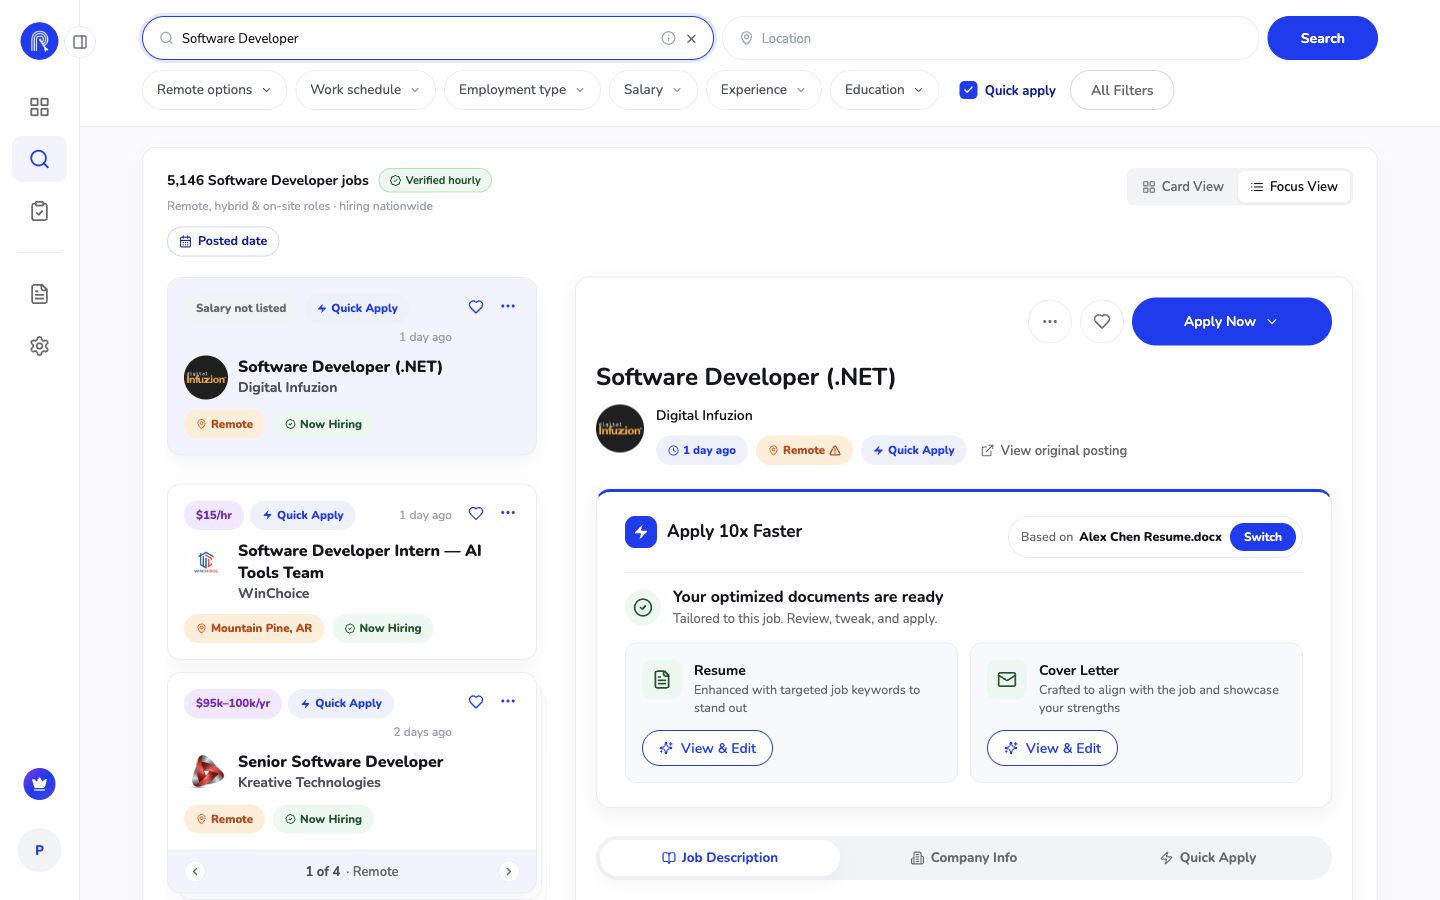 Software Developer
Location
Search
Remote options
Work schedule
Employment type
Salary
Experience
Education
Quick apply
All Filters
5,146 Software Developer jobs
Verified hourly
Remote, hybrid & on-site roles · hiring nationwide
Card View
Focus View
Posted date
Salary not listed
Quick Apply
1 day ago
digital
Infuzion
Software Developer (.NET)
Digital Infuzion
Remote
Now Hiring
$15/hr
Quick Apply
1 day ago
WINCHOICE
Software Developer Intern — AI
Tools Team
WinChoice
Mountain Pine, AR
Now Hiring
$95k–100k/yr
Quick Apply
2 days ago
Senior Software Developer
Kreative Technologies
Remote
Now Hiring
1 of 4 · Remote
P
Apply Now
Software Developer (.NET)
digital
Infuzion
Digital Infuzion
1 day ago
Remote
Quick Apply
View original posting
Apply 10x Faster
Based on Alex Chen Resume.docx
Switch
Your optimized documents are ready
Tailored to this job. Review, tweak, and apply.
Resume
Enhanced with targeted job keywords to
stand out
View & Edit
Cover Letter
Crafted to align with the job and showcase
your strengths
View & Edit
Job Description
Company Info
Quick Apply